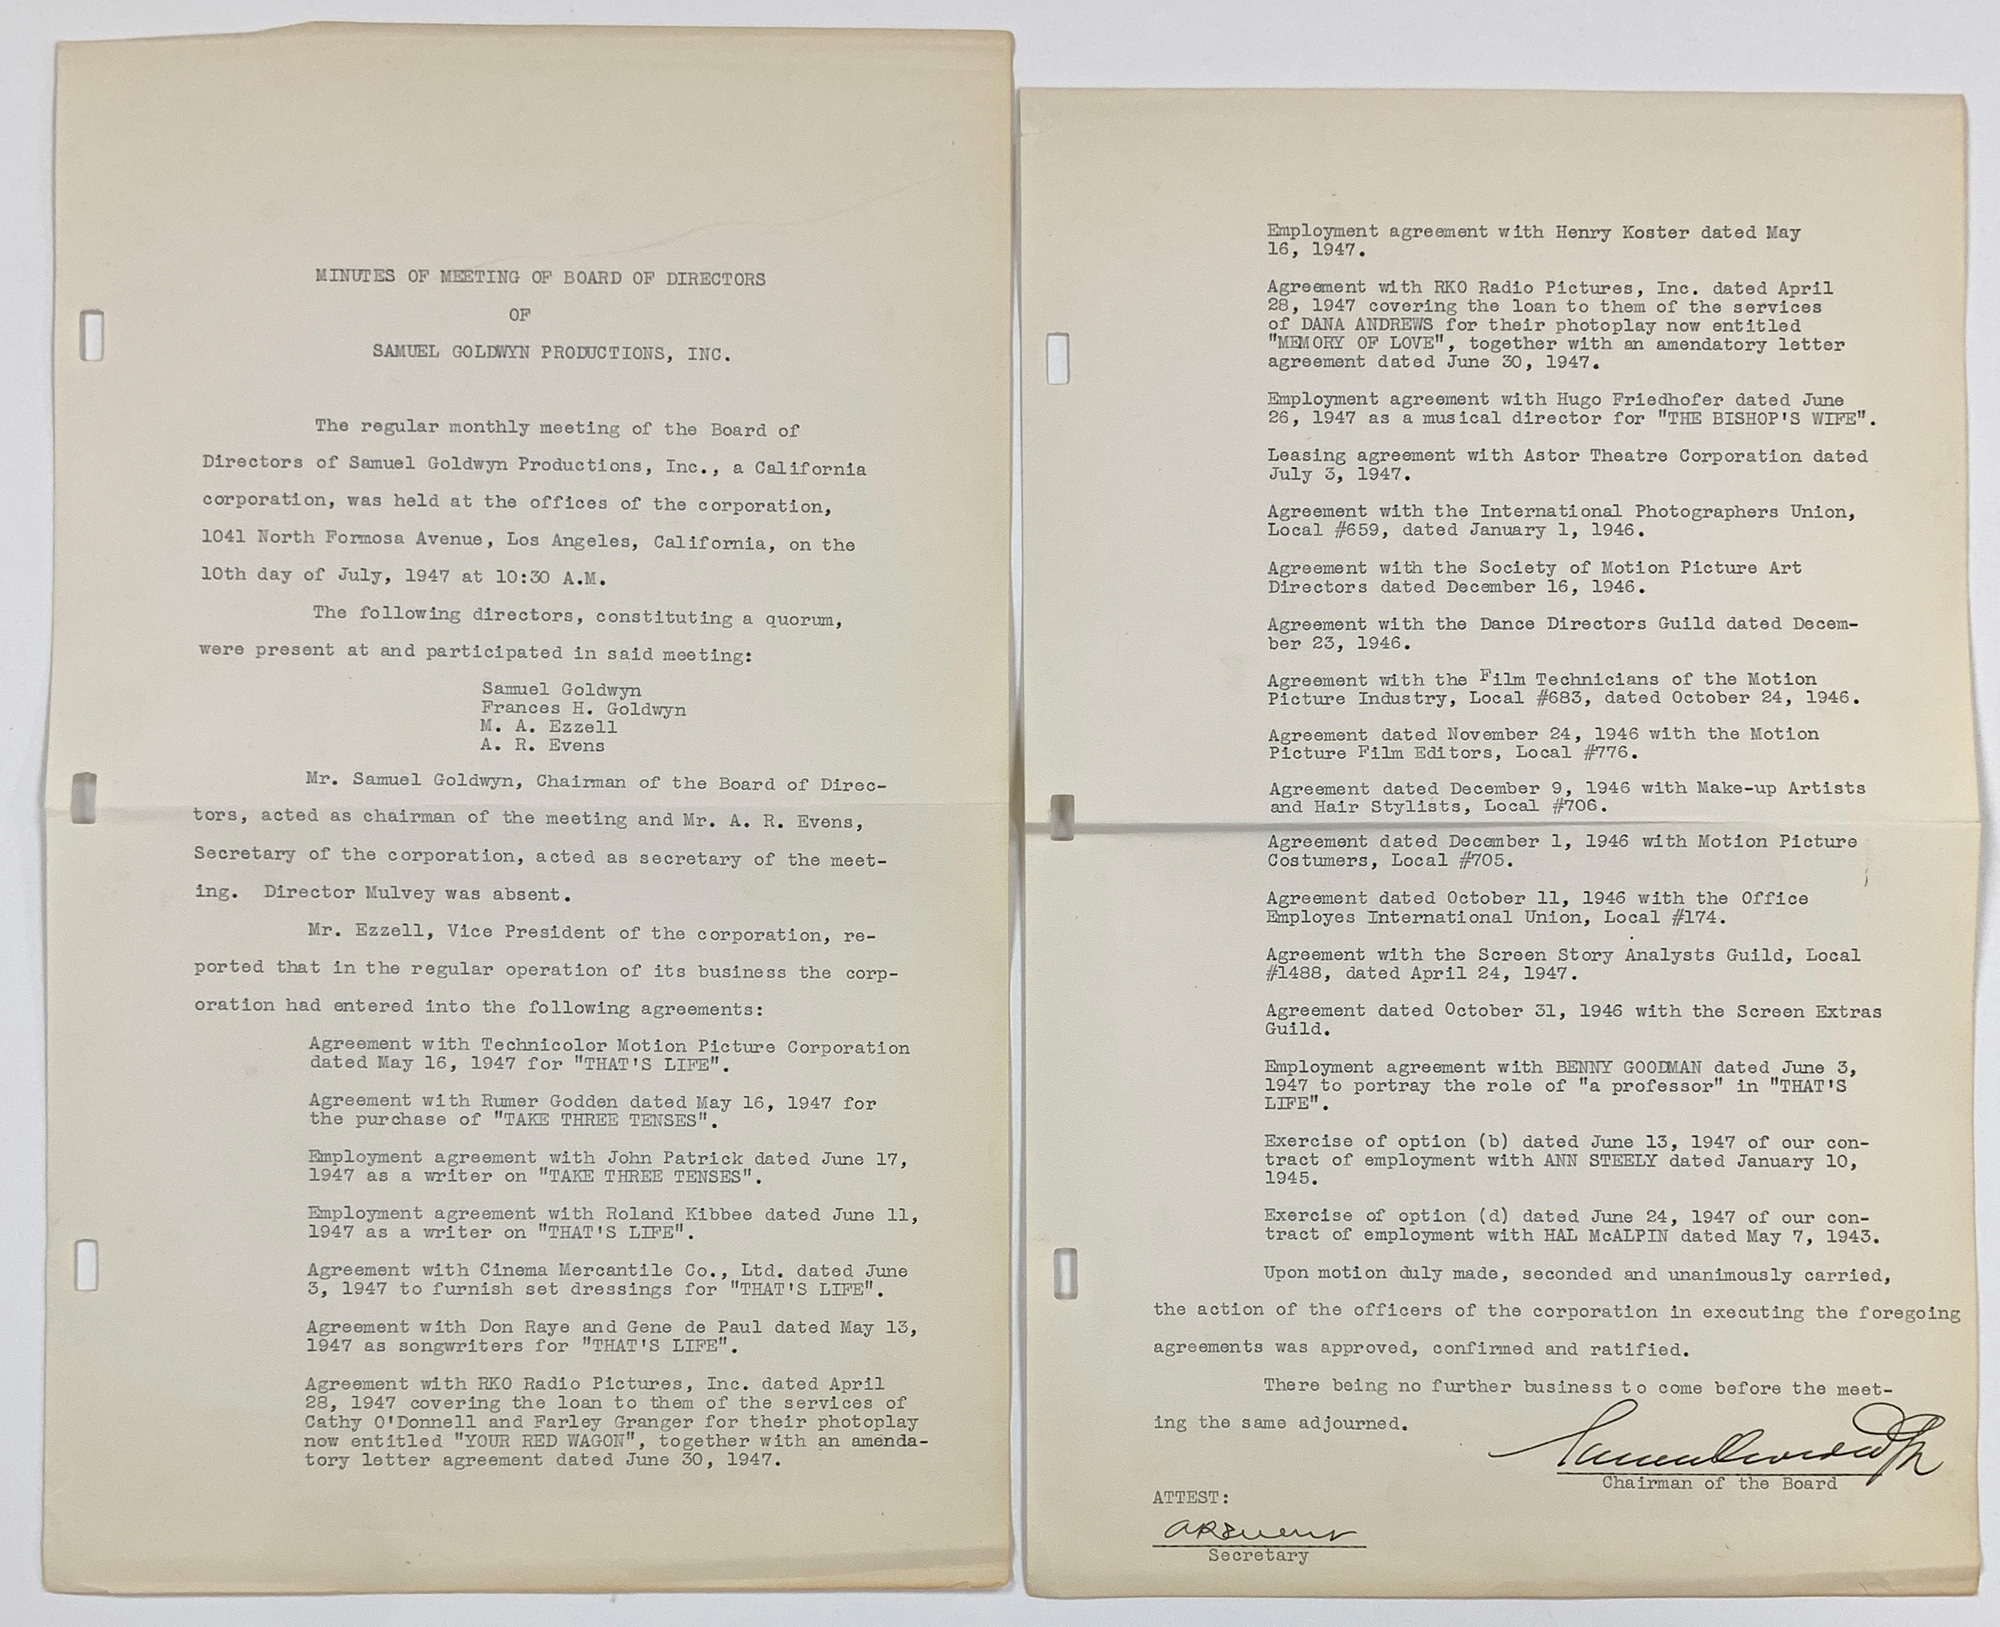 MINUTES OF MEETING OF BOARD OF DIRECTORS
OF
SAMUEL GOLDWYN PRODUCTIONS, INC.
The regular monthly meeting of the Board of
Directors of Samuel Goldwyn Productions, Inc., a California
corporation, was held at the offices of the corporation,
1041 North Formosa Avenue, Los Angeles, California, on the
10th day of July, 1947 at 10:30 A.M.
The following directors, constituting a quorum,
were present at and participated in said meeting:
Samuel Goldwyn
Frances H. Goldwyn
M. A. Ezzell
A. R. Evens
Mr. Samuel Goldwyn, Chairman of the Board of Direc-
tors, acted as chairman of the meeting and Mr. A. R. Evens,
Secretary of the corporation, acted as secretary of the meet-
ing. Director Mulvey was absent.
Mr. Ezzell, Vice President of the corporation, re-
ported that in the regular operation of its business the corp-
oration had entered into the following agreements:
Agreement with Technicolor Motion Picture Corporation
dated May 16, 1947 for "THAT'S LIFE".
Agreement with Rumer Godden dated May 16, 1947 for
the purchase of "TAKE THREE TENSES".
Employment agreement with John Patrick dated June 17,
1947 as a writer on "TAKE THREE TENSES".
Employment agreement with Roland Kibbee dated June 11,
1947 as a writer on "THAT'S LIFE".
Agreement with Cinema Mercantile Co., Ltd. dated June
3, 1947 to furnish set dressings for "THAT'S LIFE".
Agreement with Don Raye and Gene de Paul dated May 13,
1947 as songwriters for "THAT'S LIFE".
Agreement with RKO Radio Pictures, Inc. dated April
28, 1947 covering the loan to them of the services of
Cathy O'Donnell and Farley Granger for their photoplay
now entitled "YOUR RED WAGON", together with an amenda-
tory letter agreement dated June 30, 1947.
Employment agreement with Henry Koster dated May
16, 1947.
Agreement with RKO Radio Pictures, Inc. dated April
28, 1947 covering the loan to them of the services
of DANA ANDREWS for their photoplay now entitled
"MEMORY OF LOVE", together with an amendatory letter
agreement dated June 30, 1947.
Employment agreement with Hugo Friedhofer dated June
26, 1947 as a musical director for "THE BISHOP'S WIFE".
Leasing agreement with Astor Theatre Corporation dated
July 3, 1947.
Agreement with the International Photographers Union,
Local #659, dated January 1, 1946.
Agreement with the Society of Motion Picture Art
Directors dated December 16, 1946.
Agreement with the Dance Directors Guild dated Decem-
ber 23, 1946.
Agreement with the Film Technicians of the Motion
Picture Industry, Local #683, dated October 24, 1946.
Agreement dated November 24, 1946 with the Motion
Picture Film Editors, Local #776.
Agreement dated December 9, 1946 with Make-up Artists
and Hair Stylists, Local #706.
Agreement dated December 1, 1946 with Motion Picture
Costumers, Local #705.
Agreement dated October 11, 1946 with the Office
Employes International Union, Local #174.
Agreement with the Screen Story Analysts Guild, Local
#1488, dated April 24, 1947.
Agreement dated October 31, 1946 with the Screen Extras
Guild.
Employment agreement with BENNY GOODMAN dated June 3,
1947 to portray the role of "a professor" in "THAT'S
LIFE".
Exercise of option (b) dated June 13, 1947 of our con-
tract of employment with ANN STEELY dated January 10,
1945.
Exercise of option (d) dated June 24, 1947 of our con-
tract of employment with HAL McALPIN dated May 7, 1943.
Upon motion duly made, seconded and unanimously carried,
the action of the officers of the corporation in executing the foregoing
agreements was approved, confirmed and ratified.
There being no further business to come before the meet-
ing the same adjourned.
Samuel Goldwyn
Chairman of the Board
ATTEST:
A R Evens
Secretary